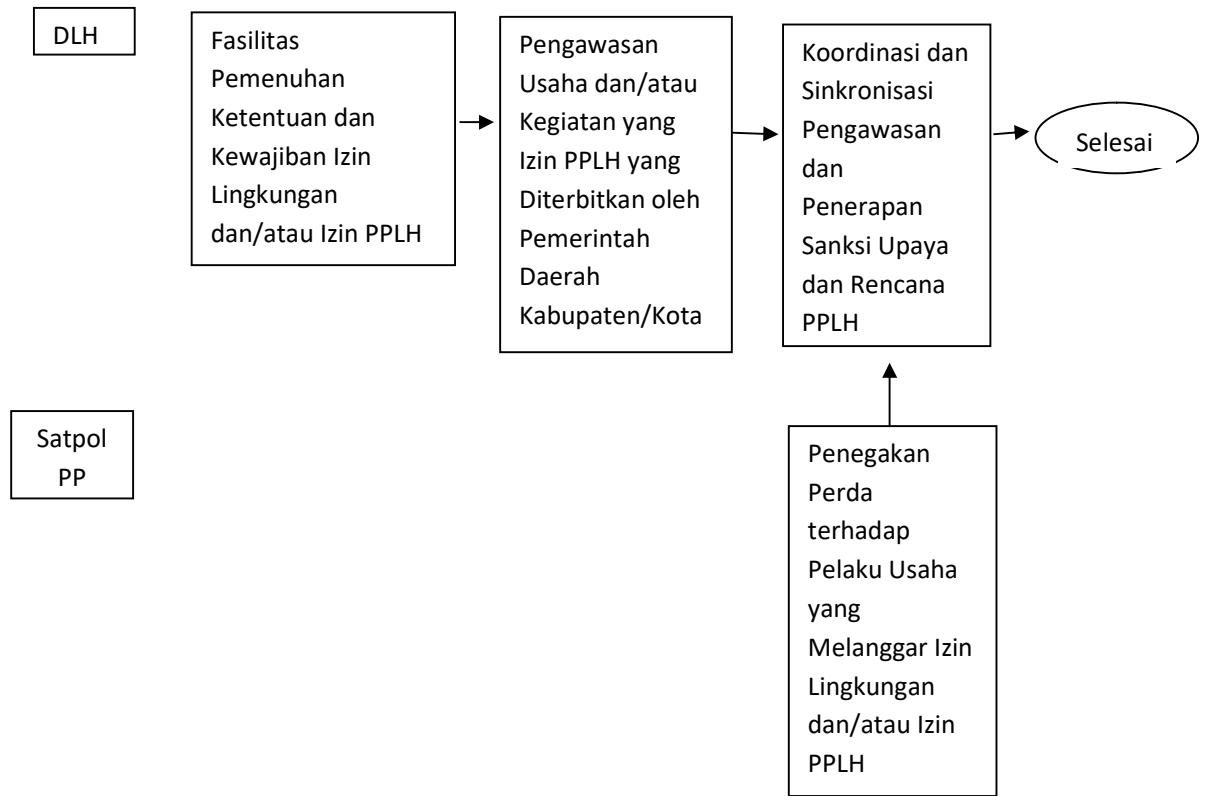 DLH
Fasilitas
Pemenuhan
Ketentuan dan
Kewajiban Izin
Lingkungan
dan/atau Izin PPLH
Pengawasan
Usaha dan/atau
Kegiatan yang
Izin PPLH yang
Diterbitkan oleh
Pemerintah
Daerah
Kabupaten/Kota
Koordinasi dan
Sinkronisasi
Pengawasan
dan
Penerapan
Sanksi Upaya
dan Rencana
PPLH
Selesai
Satpol
PP
Penegakan
Perda
terhadap
Pelaku Usaha
yang
Melanggar Izin
Lingkungan
dan/atau Izin
PPLH